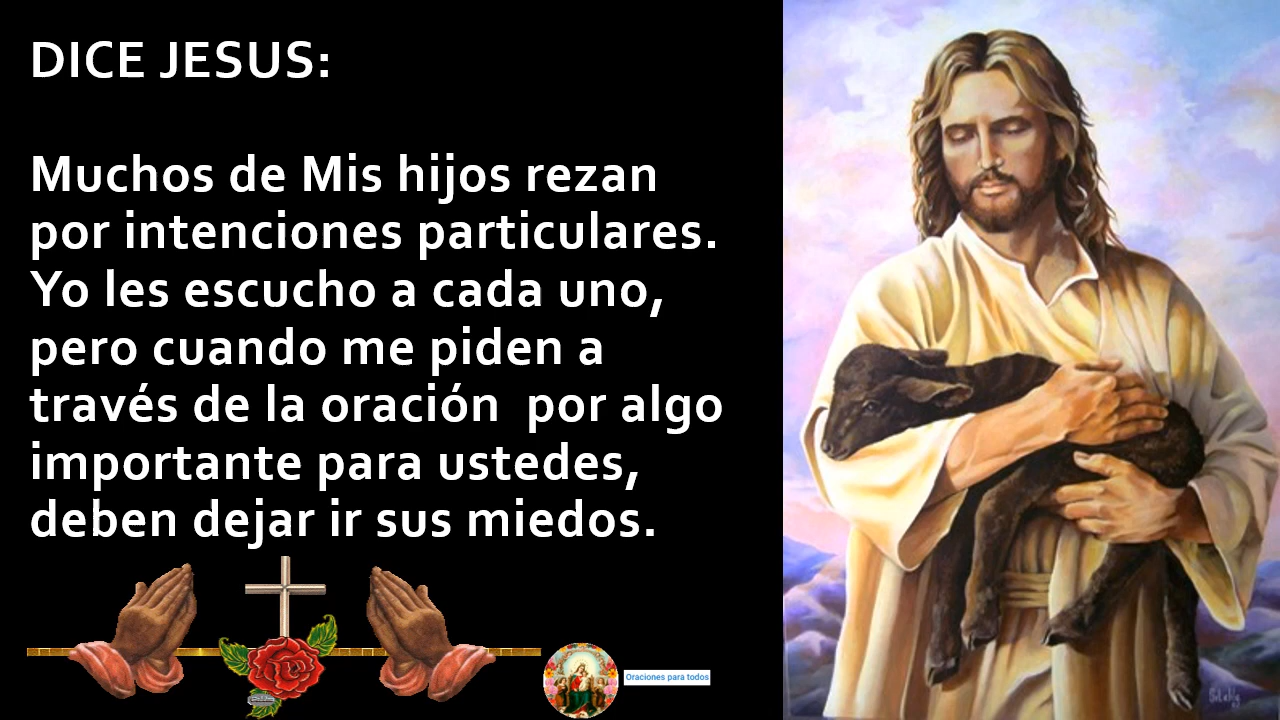 DICE JESUS:
Muchos de Mis hijos rezan
por intenciones particulares.
Yo les escucho a cada uno,
pero cuando me piden a
través de la oración  por algo
importante para ustedes,
deben dejar ir sus miedos.
Oraciones para todos